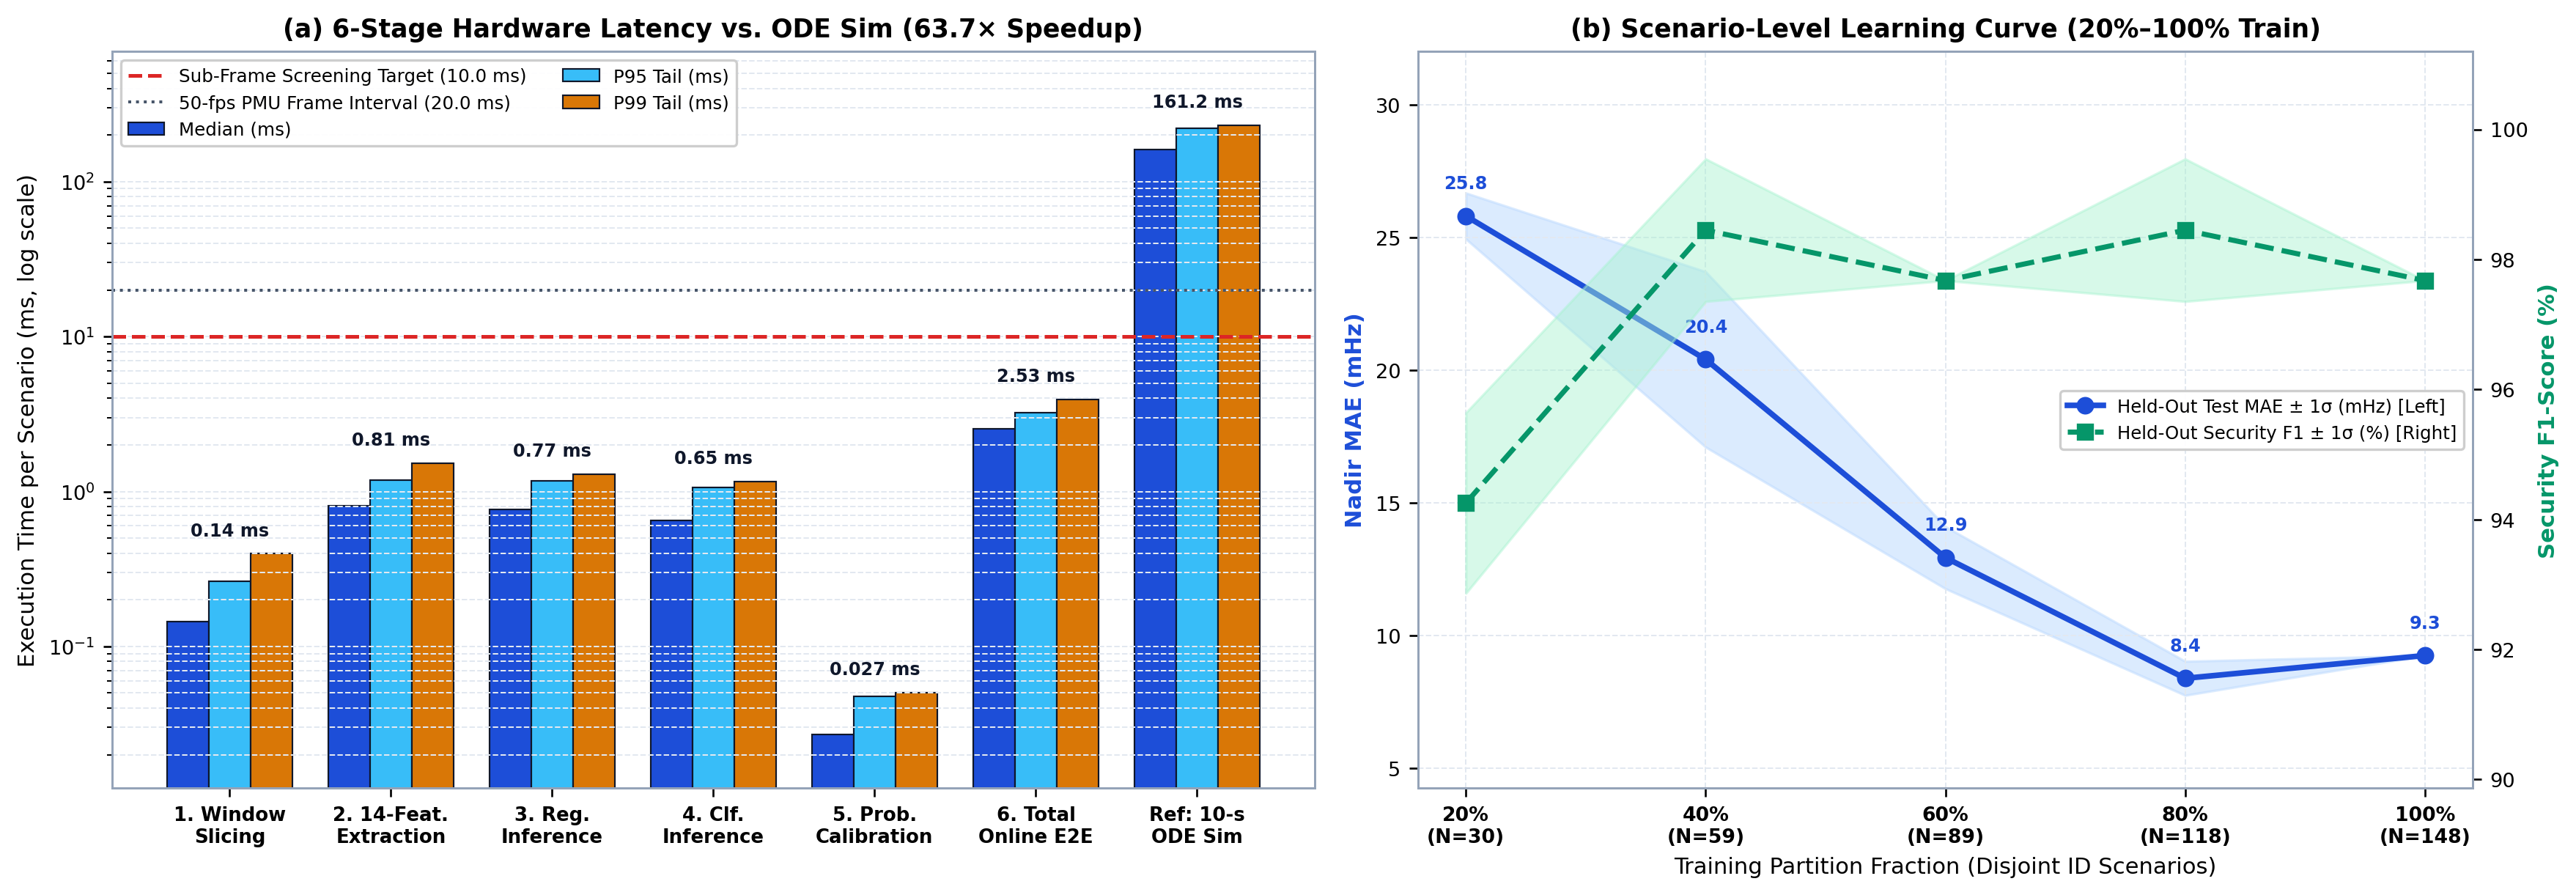 (a) 6-Stage Hardware Latency vs. ODE Sim (63.7× Speedup)
Sub-Frame Screening Target (10.0 ms)
50-fps PMU Frame Interval (20.0 ms)
Median (ms)
P95 Tail (ms)
P99 Tail (ms)
Execution Time per Scenario (ms, log scale)
10²
10¹
10⁰
10⁻¹
0.14 ms
0.81 ms
0.77 ms
0.65 ms
0.027 ms
2.53 ms
161.2 ms
1. Window
Slicing
2. 14-Feat.
Extraction
3. Reg.
Inference
4. Clf.
Inference
5. Prob.
Calibration
6. Total
Online E2E
Ref: 10-s
ODE Sim
(b) Scenario-Level Learning Curve (20%–100% Train)
Nadir MAE (mHz)
30
25
20
15
10
5
25.8
20.4
12.9
8.4
9.3
Held-Out Test MAE ± 1σ (mHz) [Left]
Held-Out Security F1 ± 1σ (%) [Right]
100
98
96
94
92
90
Security F1-Score (%)
20%
(N=30)
40%
(N=59)
60%
(N=89)
80%
(N=118)
100%
(N=148)
Training Partition Fraction (Disjoint ID Scenarios)